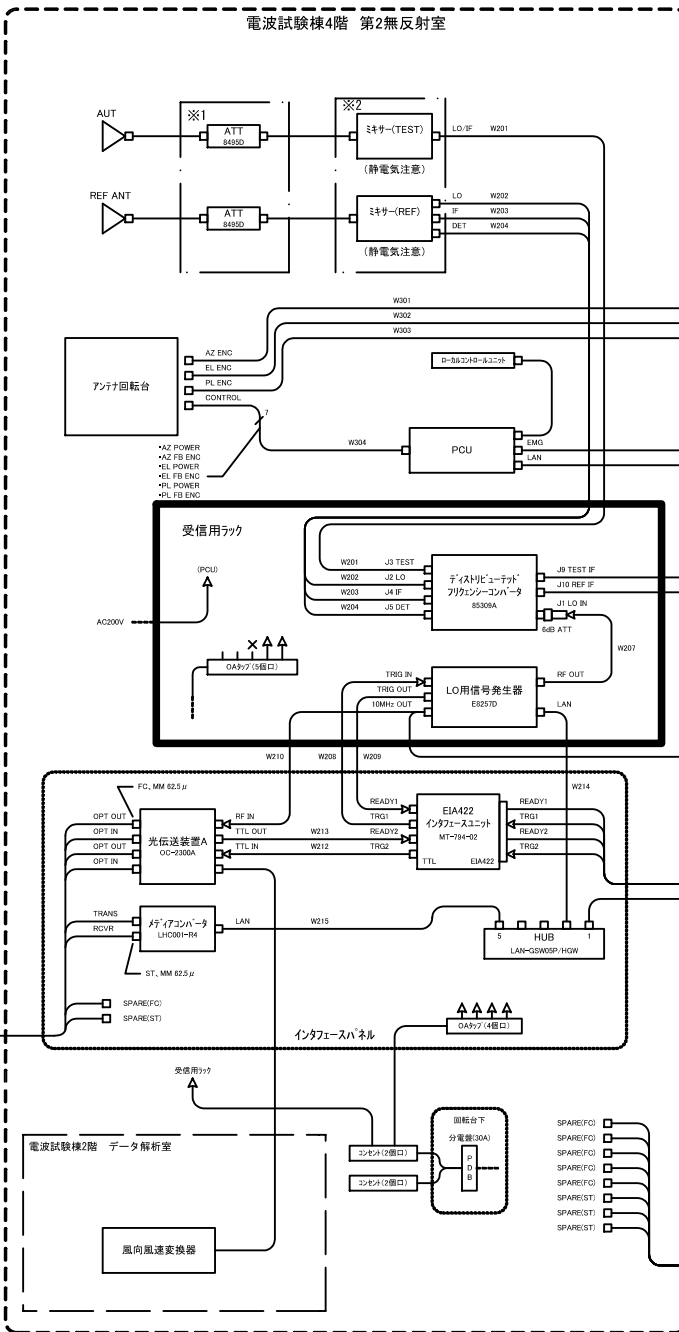 電波試験棟4階 第2無反射室
AUT
※1
ATT
8495D
※2
ミキサー(TEST)
(静電気注意)
LO/IF W201
REF ANT
ATT
8495D
ミキサー(REF)
(静電気注意)
LO W202
IF W203
DET W204
W301
W302
W303
アンテナ回転台
AZ ENC
EL ENC
PL ENC
CONTROL
7
ローカルコントロールユニット
W304
PCU
EMG
LAN
•AZ POWER
•AZ FB ENC
•EL POWER
•EL FB ENC
•PL POWER
•PL FB ENC
受信用ラック
(PCU)
AC200V
OAタップ(5個口)
W201 J3 TEST
W202 J2 LO
W203 J4 IF
W204 J5 DET
ディストリビューテッド
フリクェンシーコンバータ
85309A
J9 TEST IF
J10 REF IF
J1 LO IN
6dB ATT
W207
TRIG IN
TRIG OUT
10MHz OUT
LO用信号発生器
E8257D
RF OUT
LAN
W210
W208
W209
W214
FC、MM 62.5μ
OPT OUT
OPT IN
OPT OUT
OPT IN
光伝送装置A
OC-2300A
RF IN
TTL OUT W213
TTL IN W212
READY1
TRG1
READY2
TRG2
EIA422
インタフェースユニット
MT-794-02
TTL EIA422
READY1
TRG1
READY2
TRG2
TRANS
RCVR
メディアコンバータ
LHC001-R4
LAN W215
5 HUB 1
LAN-GSW05P/HGW
ST、MM 62.5μ
SPARE(FC)
SPARE(ST)
インタフェースパネル
OAタップ(4個口)
受信用ラック
回転台下
分電盤(30A)
PDB
コンセント(2個口)
コンセント(2個口)
電波試験棟2階 データ解析室
風向風速変換器
SPARE(FC)
SPARE(FC)
SPARE(FC)
SPARE(FC)
SPARE(FC)
SPARE(ST)
SPARE(ST)
SPARE(ST)